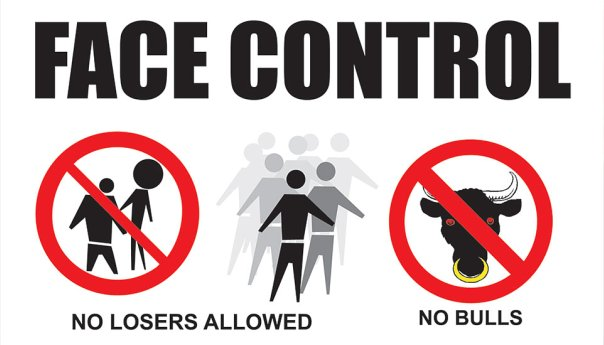 FACE CONTROL
NO LOSERS ALLOWED
NO BULLS